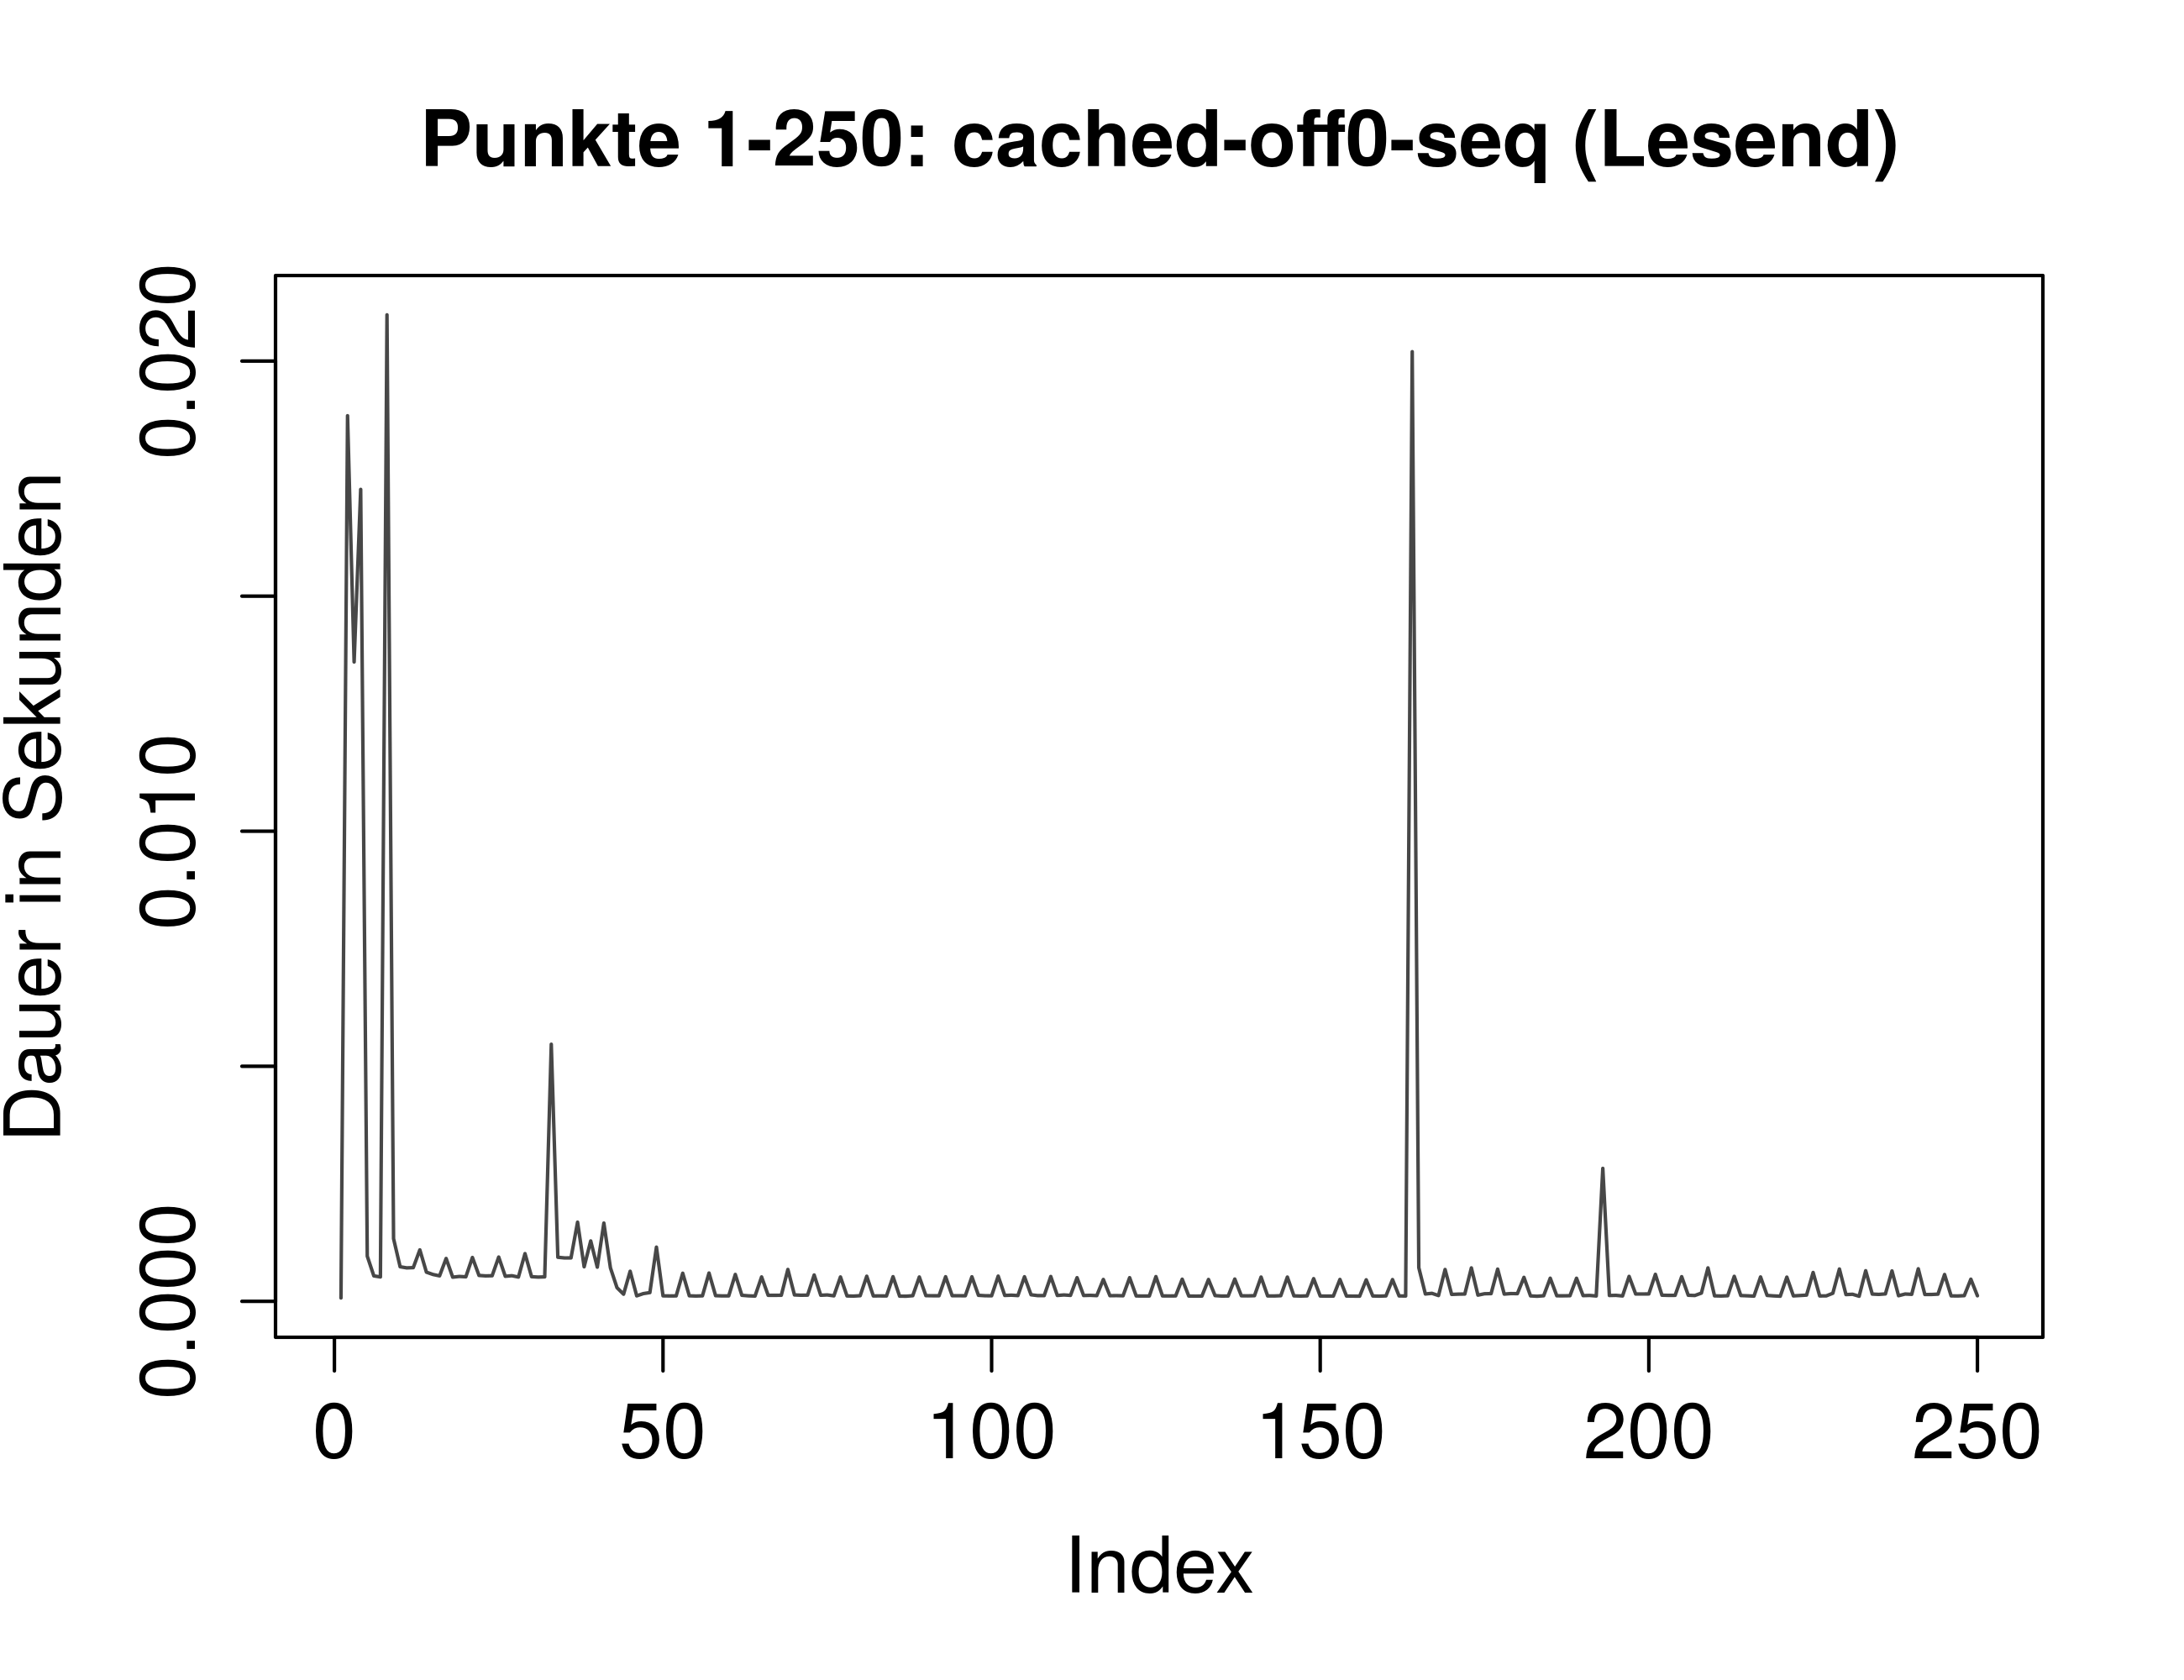 Punkte 1-250: cached-off0-seq (Lesend)
Dauer in Sekunden
0.020
0.010
0.000
0 50 100 150 200 250
Index